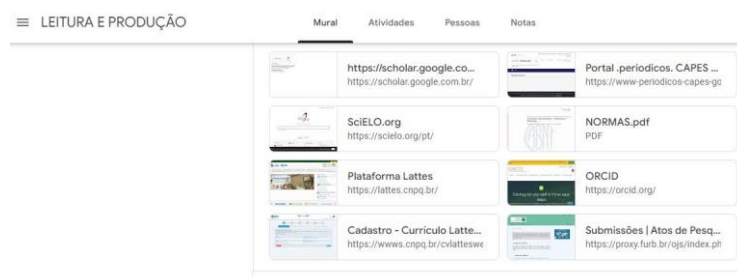 LEITURA E PRODUÇÃO
Mural Atividades Pessoas Notas
https://scholar.google.co...
https://scholar.google.com.br/
Portal .periodicos. CAPES ...
https://www-periodicos-capes-gc
SciELO.org
https://scielo.org/pt/
NORMAS.pdf
PDF
Plataforma Lattes
https://lattes.cnpq.br/
ORCID
https://orcid.org/
Cadastro - Currículo Latte...
https://wwws.cnpq.br/cvlatteswe
Submissões | Atos de Pesq...
https://proxy.furb.br/ojs/index.ph